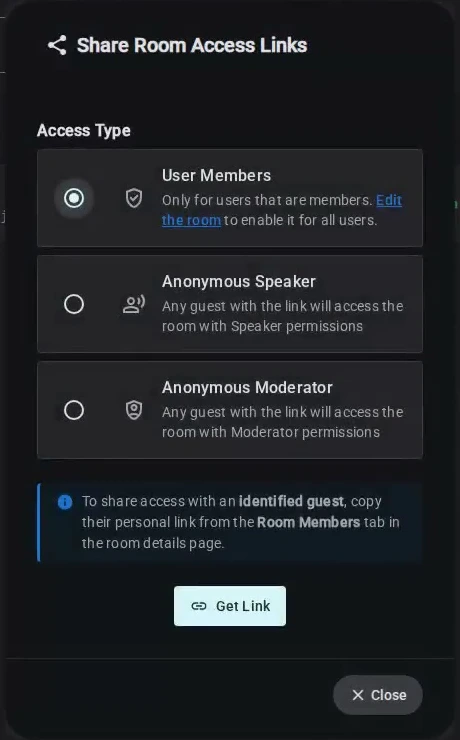 Share Room Access Links
Access Type
User Members
Only for users that are members. Edit
the room to enable it for all users.
Anonymous Speaker
Any guest with the link will access the
room with Speaker permissions
Anonymous Moderator
Any guest with the link will access the
room with Moderator permissions
To share access with an identified guest, copy
their personal link from the Room Members tab in
the room details page.
Get Link
Close